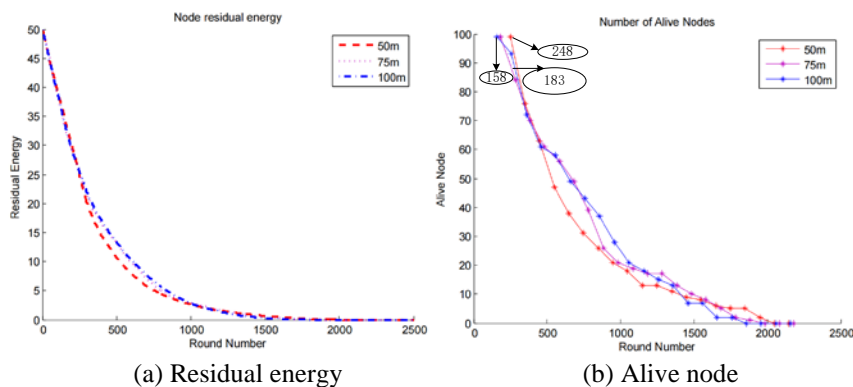 Node residual energy
50
45
40
35
30
25
20
15
10
5
0
Residual Energy
50m
75m
100m
0
500
1000
1500
2000
2500
Round Number
(a) Residual energy
Number of Alive Nodes
100
90
80
70
60
50
40
30
20
10
0
Alive Node
248
158
183
50m
75m
100m
0
500
1000
1500
2000
2500
Round Number
(b) Alive node